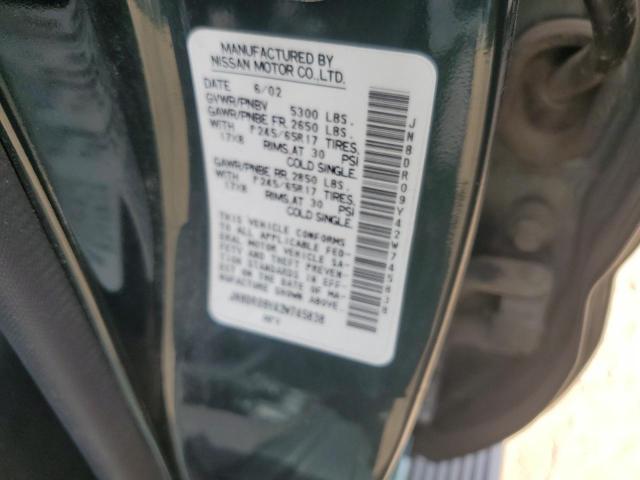 MANUFACTURED BY
NISSAN MOTOR CO.,LTD.
DATE 6/02
GVWR/PNBV 5300 LBS.
GAWR/PNBE FR 2650 LBS.
WITH P245/65R17 TIRES,
17X8 RIMS,AT 30 PSI
COLD SINGLE.
GAWR/PNBE RR 2850 LBS.
WITH P245/65R17 TIRES,
17X8 RIMS,AT 30 PSI
COLD SINGLE.
THIS VEHICLE CONFORMS
TO ALL APPLICABLE FED-
ERAL MOTOR VEHICLE SA-
FETY AND THEFT PREVEN-
TION STANDARDS IN EFF-
ECT ON THE DATE OF MA-
NUFACTURE SHOWN ABOVE.
JN8DR09Y42W745838
MPV